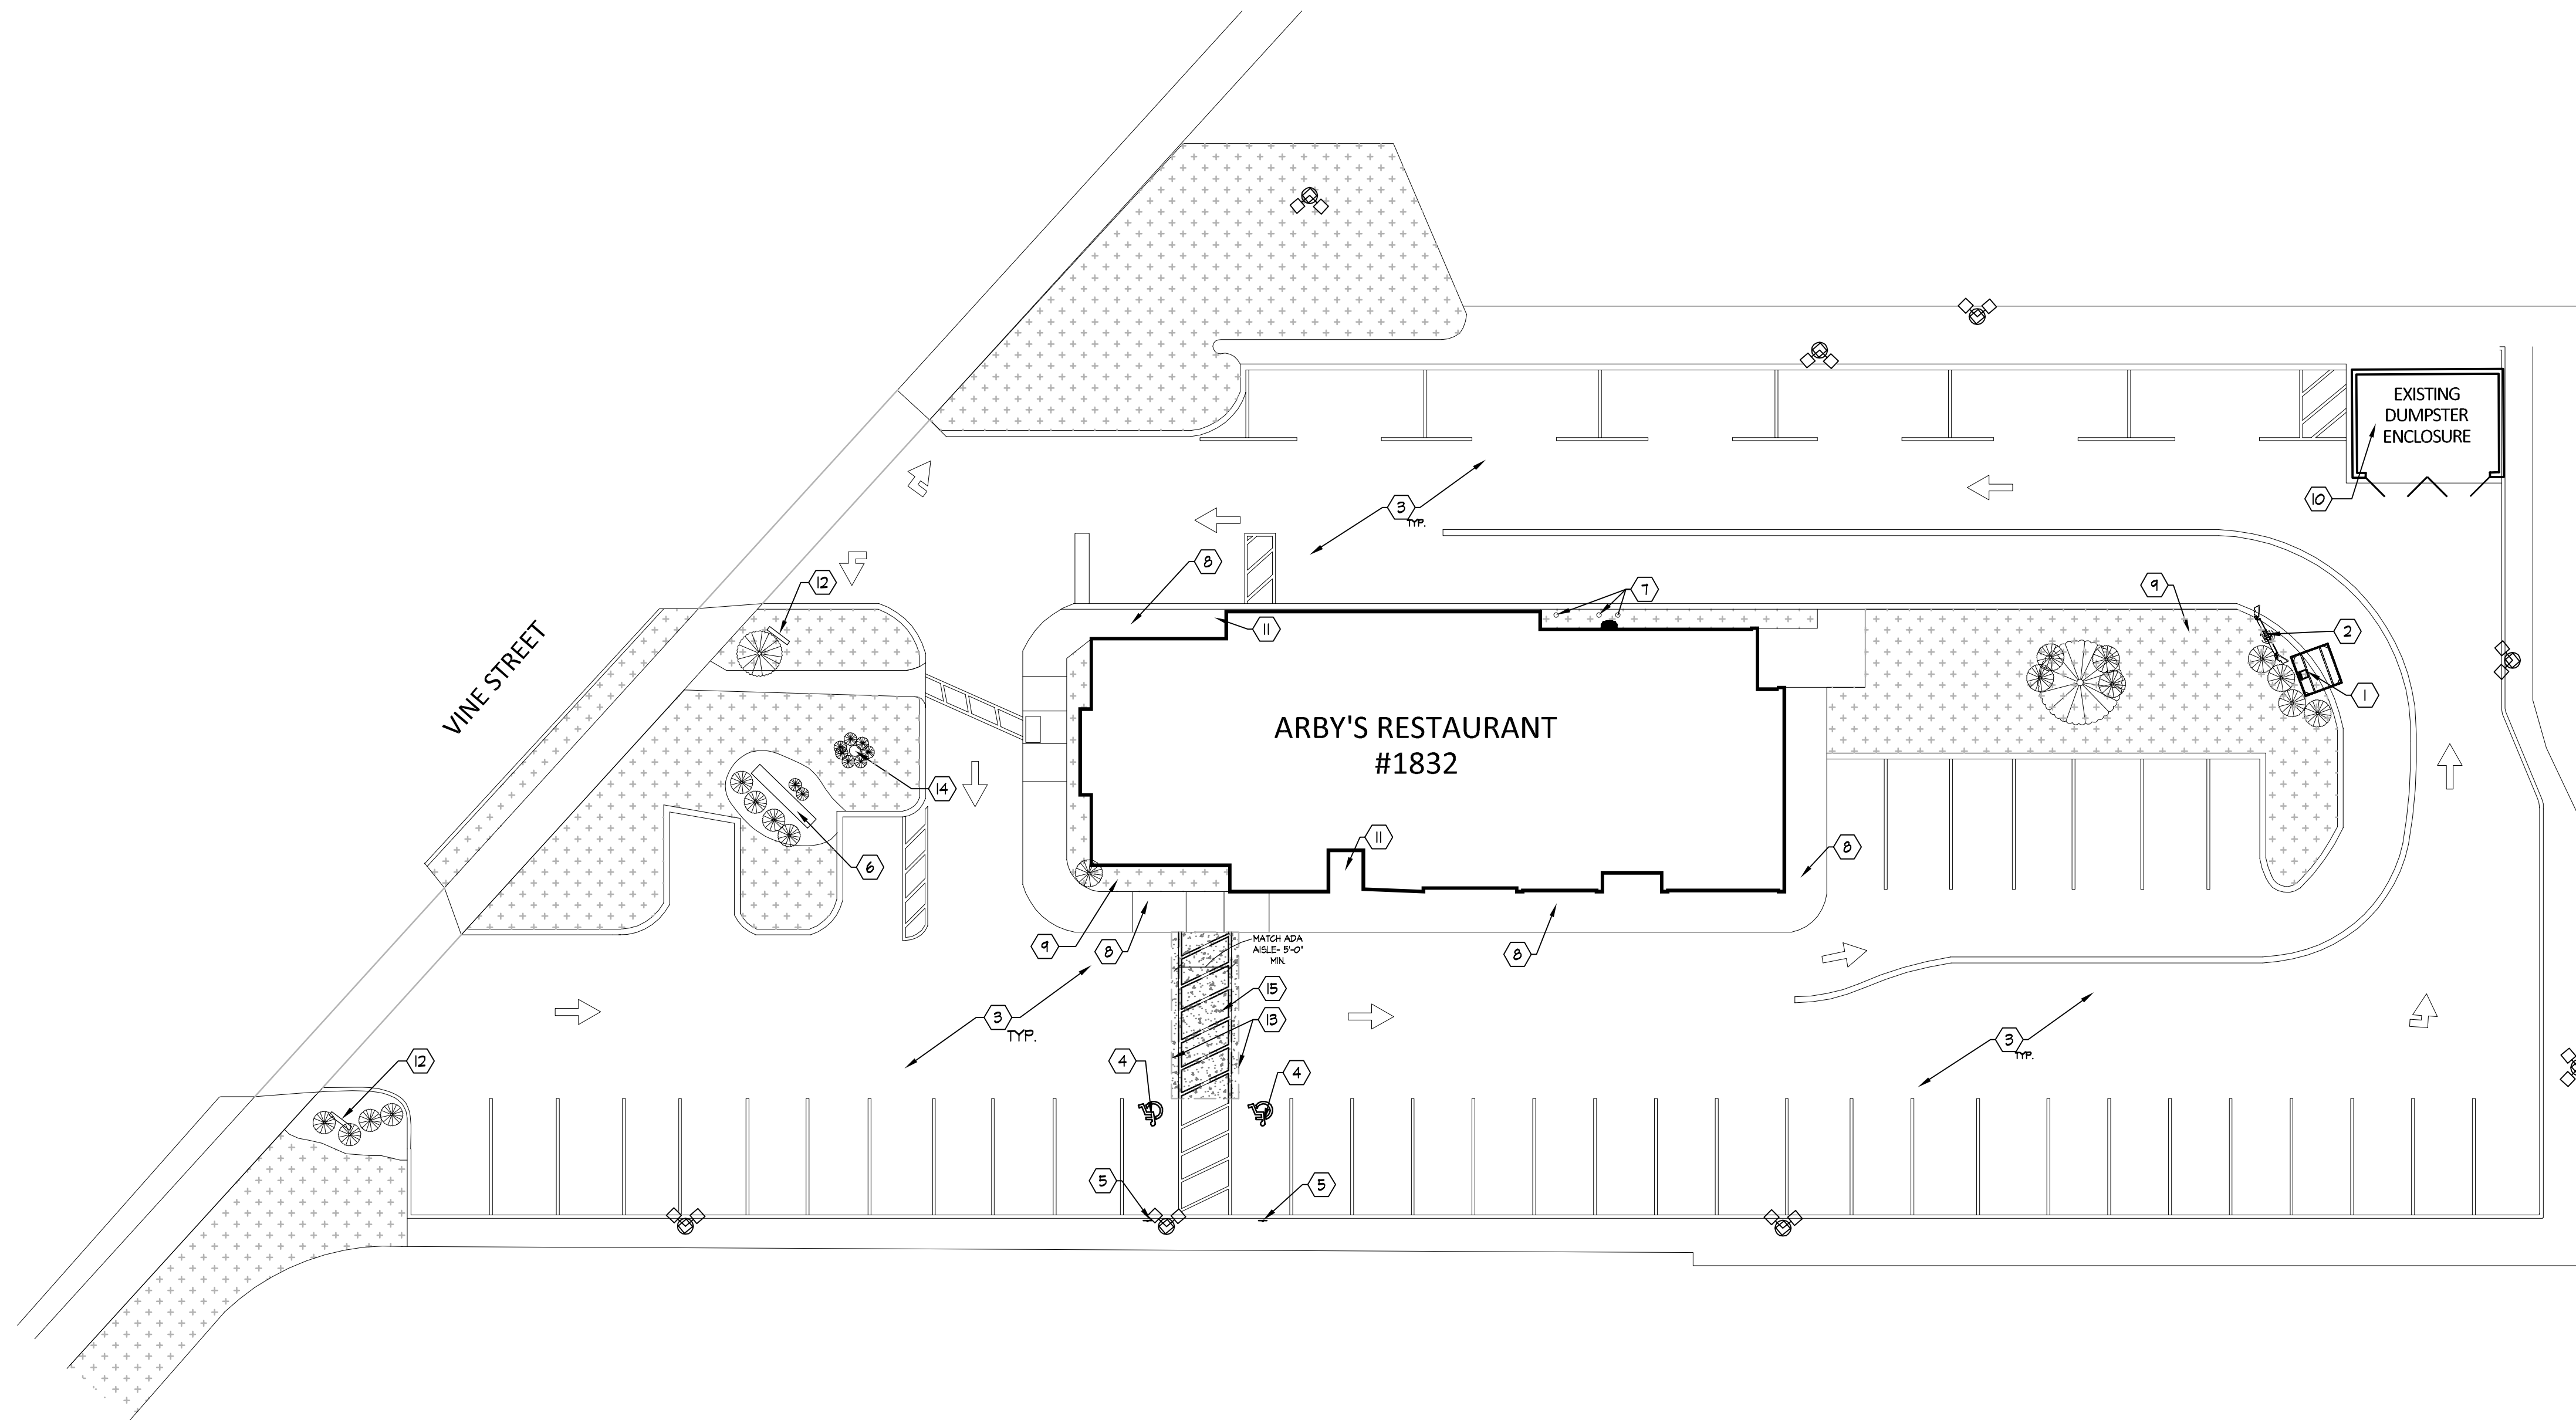 EXISTING
DUMPSTER
ENCLOSURE
10
3
TYP.
8
12
7
9
11
2
VINE STREET
1
ARBY'S RESTAURANT
#1832
14
11
8
6
9
8
MATCH ADA
AISLE- 5'-0"
MIN.
8
15
3
TYP.
13
3
TYP.
12
4
4
5
5